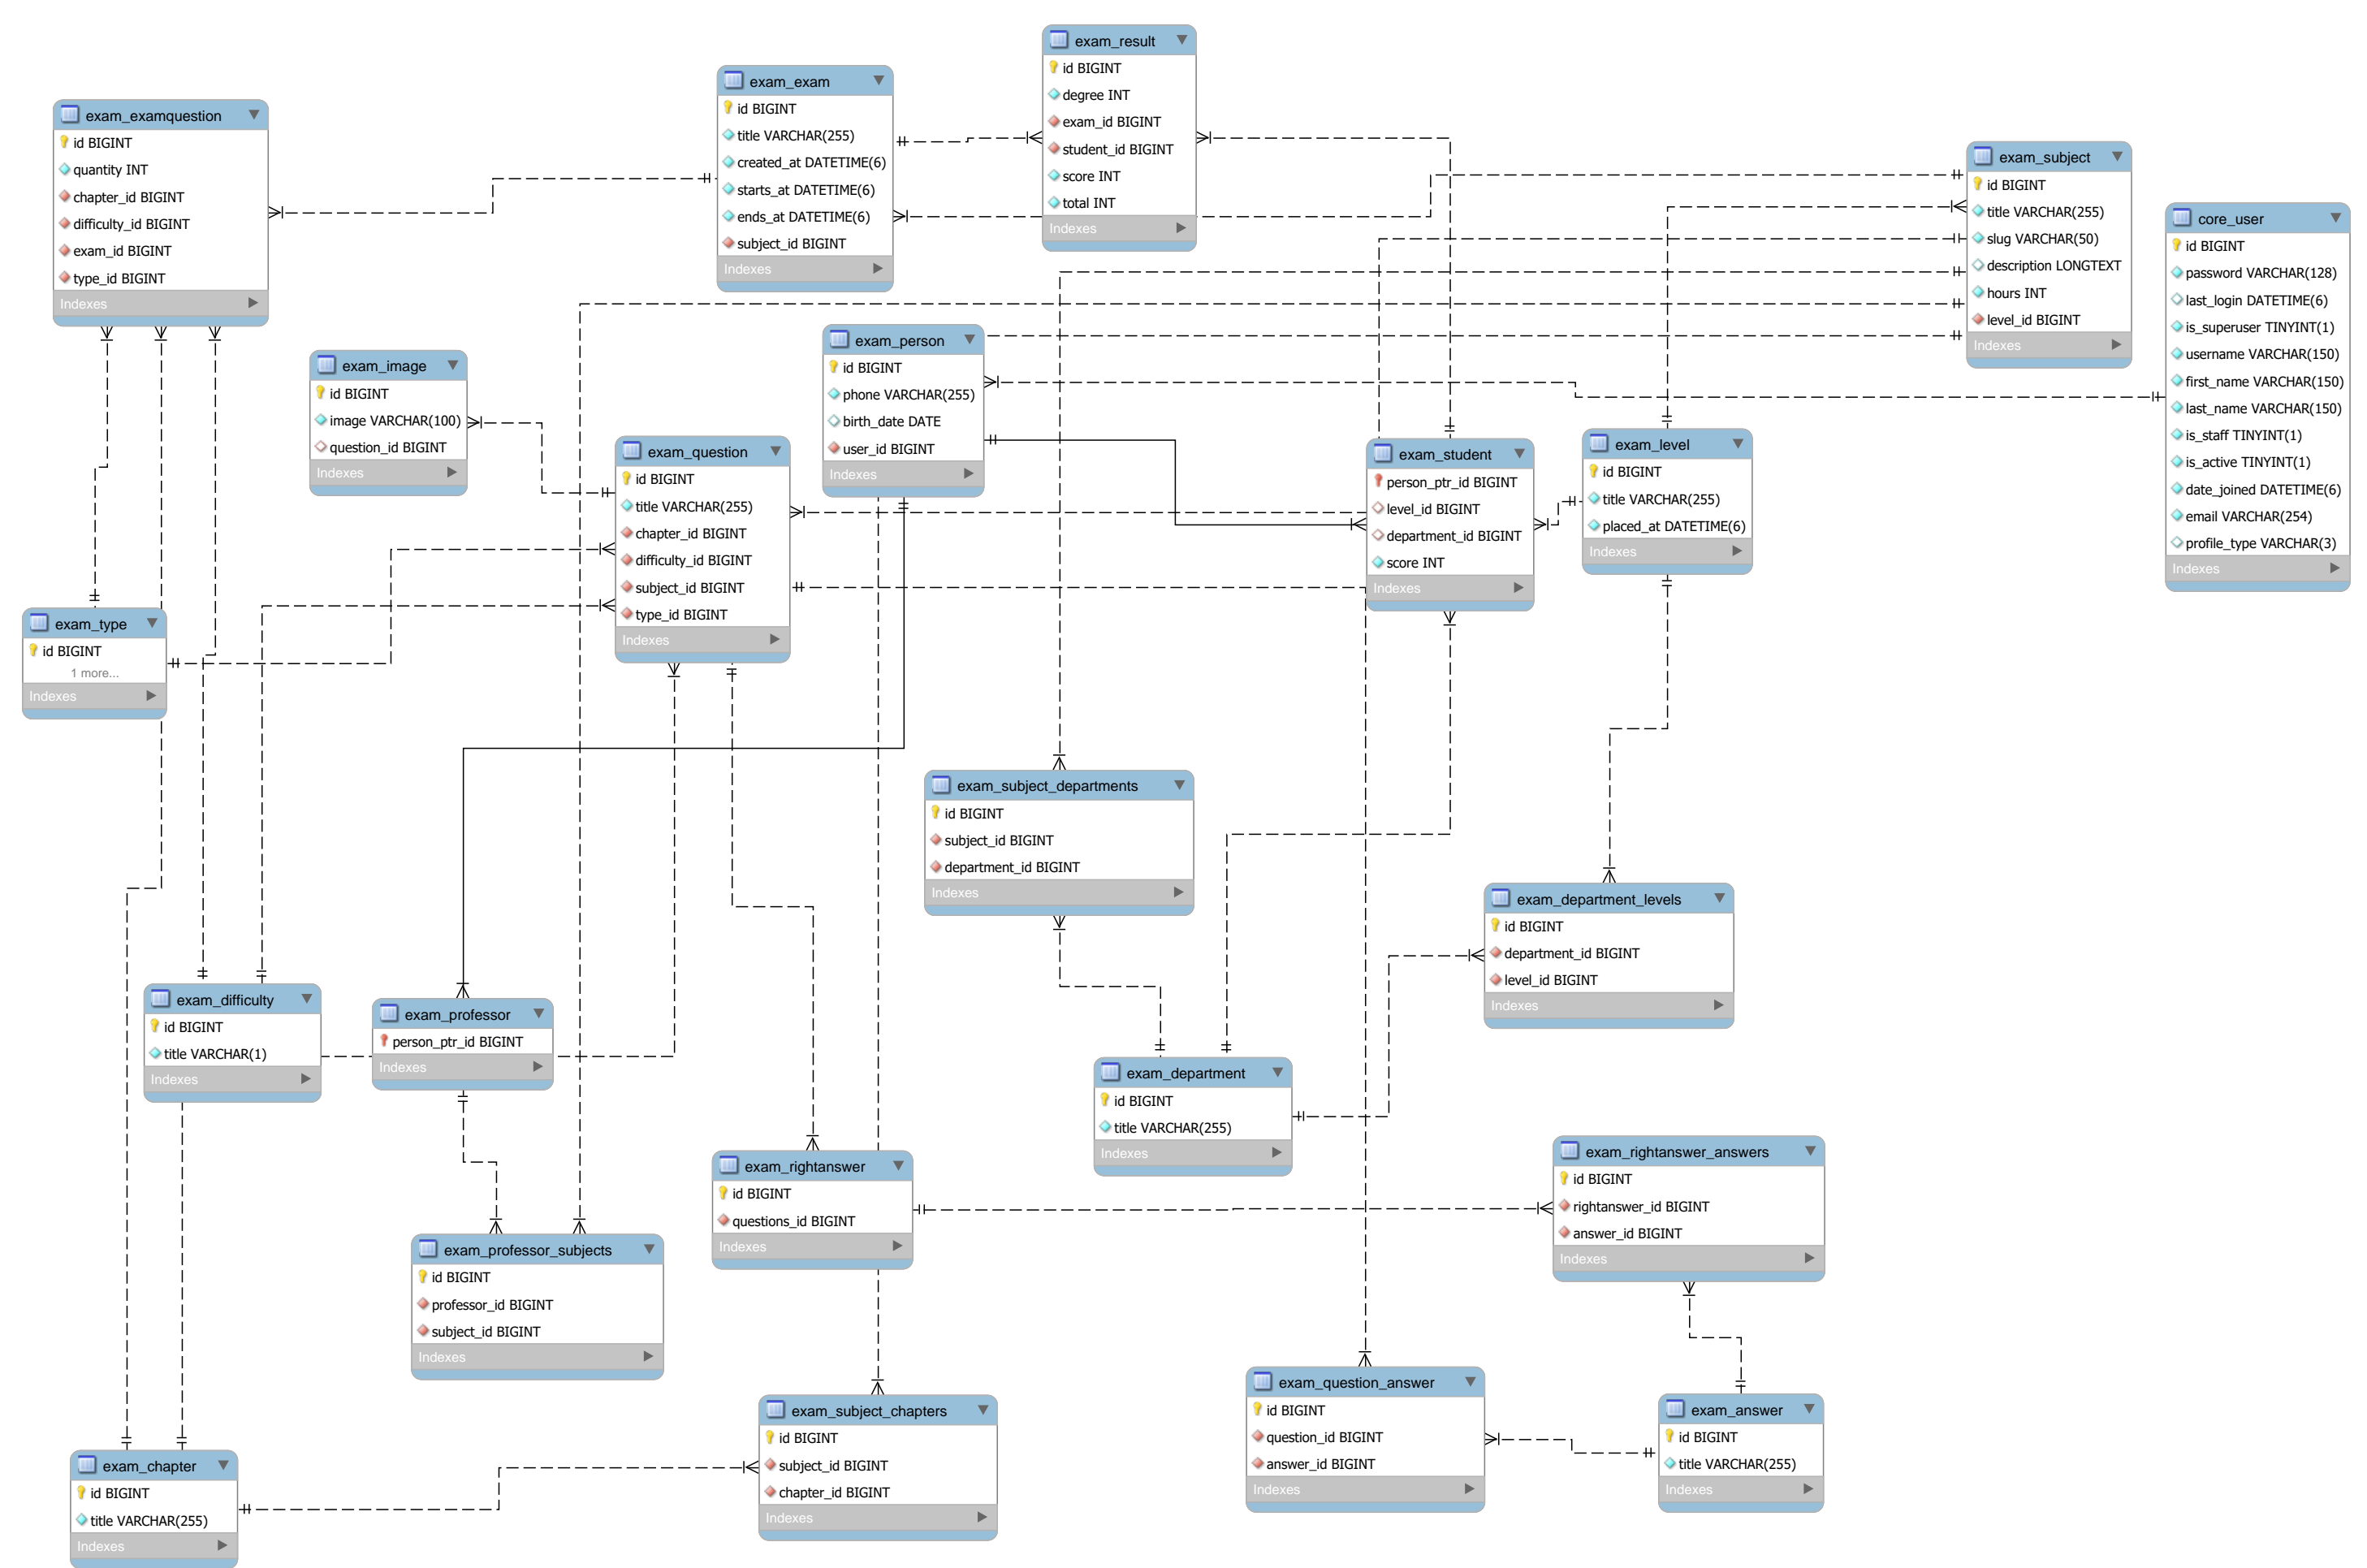 exam_result
id BIGINT
degree INT
exam_id BIGINT
student_id BIGINT
score INT
total INT
Indexes
exam_exam
id BIGINT
title VARCHAR(255)
created_at DATETIME(6)
starts_at DATETIME(6)
ends_at DATETIME(6)
subject_id BIGINT
Indexes
exam_examquestion
id BIGINT
quantity INT
chapter_id BIGINT
difficulty_id BIGINT
exam_id BIGINT
type_id BIGINT
Indexes
exam_subject
id BIGINT
title VARCHAR(255)
slug VARCHAR(50)
description LONGTEXT
hours INT
level_id BIGINT
Indexes
core_user
id BIGINT
password VARCHAR(128)
last_login DATETIME(6)
is_superuser TINYINT(1)
username VARCHAR(150)
first_name VARCHAR(150)
last_name VARCHAR(150)
is_staff TINYINT(1)
is_active TINYINT(1)
date_joined DATETIME(6)
email VARCHAR(254)
profile_type VARCHAR(3)
Indexes
exam_image
id BIGINT
image VARCHAR(100)
question_id BIGINT
Indexes
exam_person
id BIGINT
phone VARCHAR(255)
birth_date DATE
user_id BIGINT
Indexes
exam_question
id BIGINT
title VARCHAR(255)
chapter_id BIGINT
difficulty_id BIGINT
subject_id BIGINT
type_id BIGINT
Indexes
exam_student
person_ptr_id BIGINT
level_id BIGINT
department_id BIGINT
score INT
Indexes
exam_level
id BIGINT
title VARCHAR(255)
placed_at DATETIME(6)
Indexes
exam_type
id BIGINT
1 more...
Indexes
exam_subject_departments
id BIGINT
subject_id BIGINT
department_id BIGINT
Indexes
exam_department_levels
id BIGINT
department_id BIGINT
level_id BIGINT
Indexes
exam_difficulty
id BIGINT
title VARCHAR(1)
Indexes
exam_professor
person_ptr_id BIGINT
Indexes
exam_department
id BIGINT
title VARCHAR(255)
Indexes
exam_rightanswer
id BIGINT
questions_id BIGINT
Indexes
exam_rightanswer_answers
id BIGINT
rightanswer_id BIGINT
answer_id BIGINT
Indexes
exam_professor_subjects
id BIGINT
professor_id BIGINT
subject_id BIGINT
Indexes
exam_question_answer
id BIGINT
question_id BIGINT
answer_id BIGINT
Indexes
exam_subject_chapters
id BIGINT
subject_id BIGINT
chapter_id BIGINT
Indexes
exam_answer
id BIGINT
title VARCHAR(255)
Indexes
exam_chapter
id BIGINT
title VARCHAR(255)
Indexes